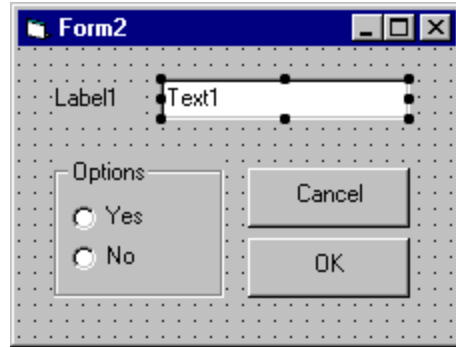 Form2
Label1 Text1
Options
Yes
No
Cancel
OK